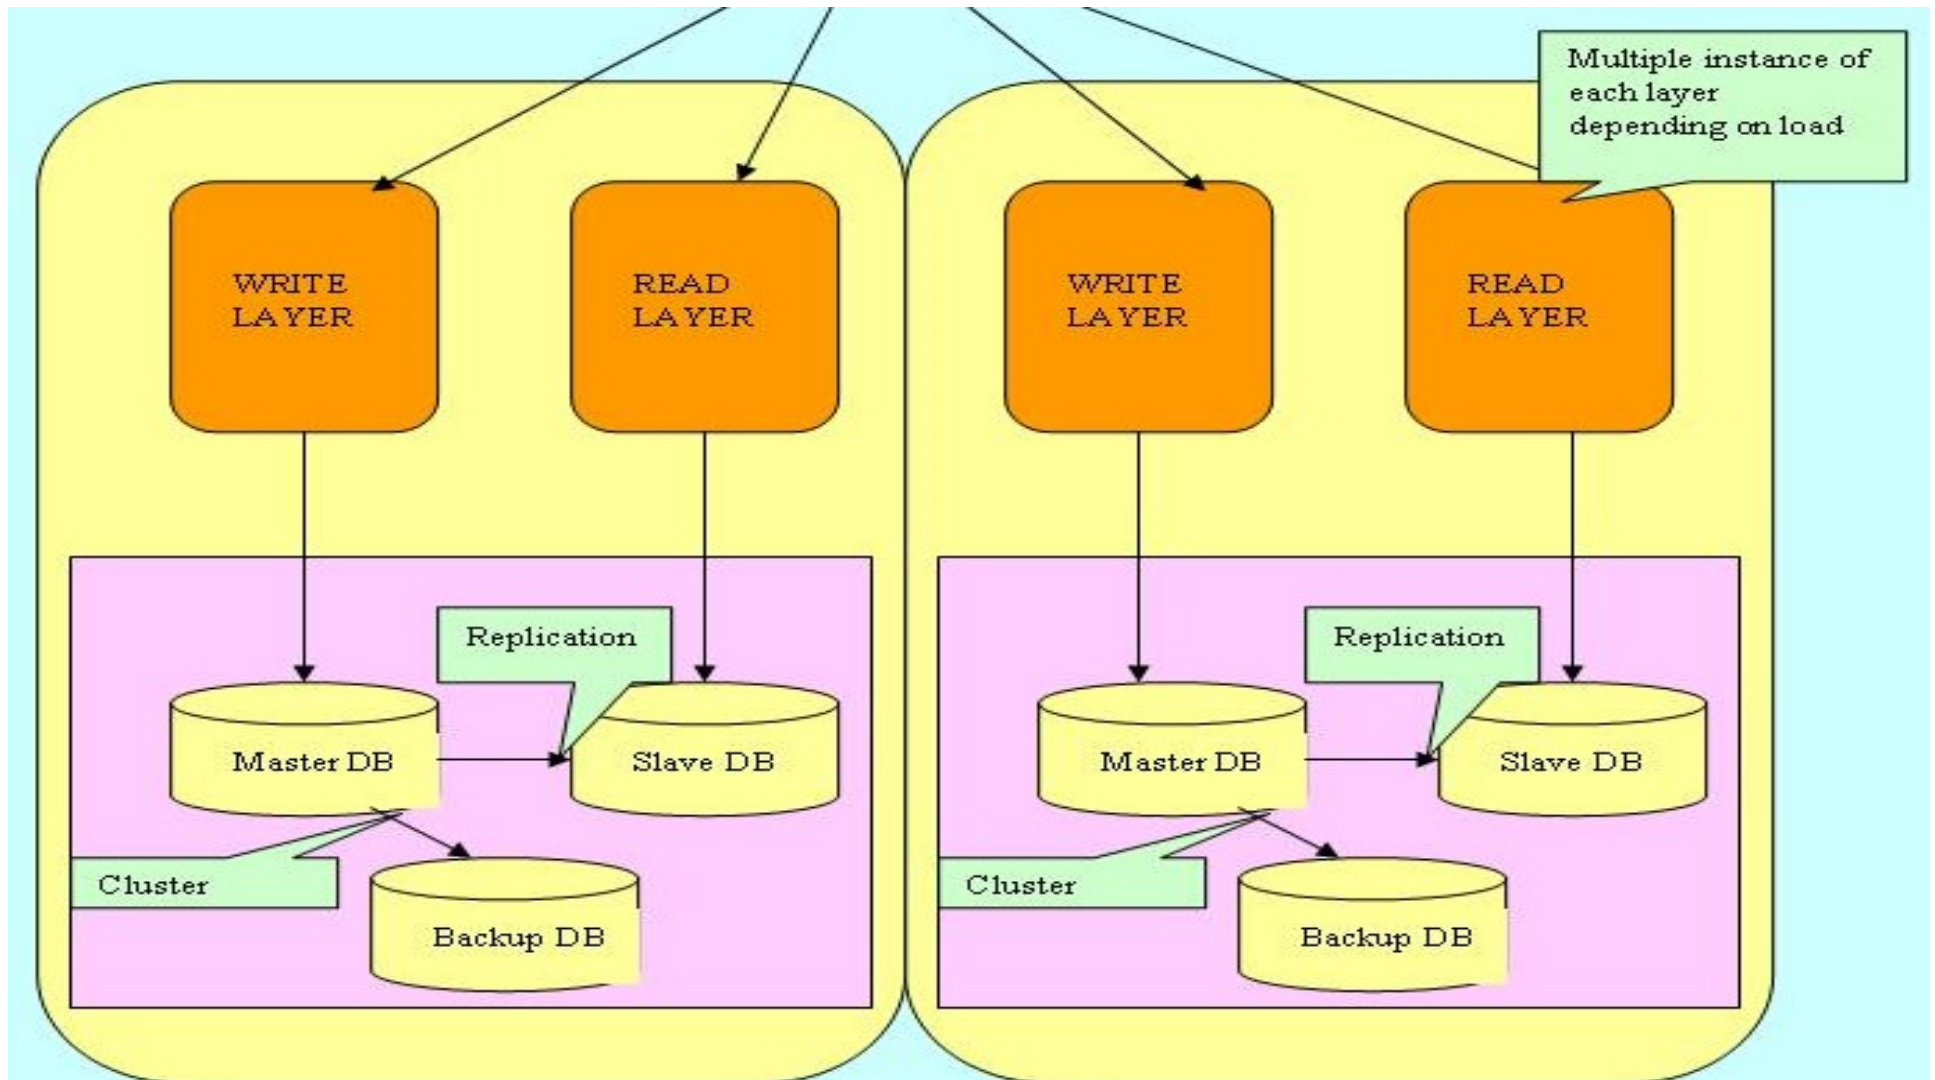 Multiple instance of
each layer
depending on load
WRITE
LAYER
READ
LAYER
WRITE
LAYER
READ
LAYER
Replication
Replication
Master DB
Slave DB
Master DB
Slave DB
Cluster
Cluster
Backup DB
Backup DB